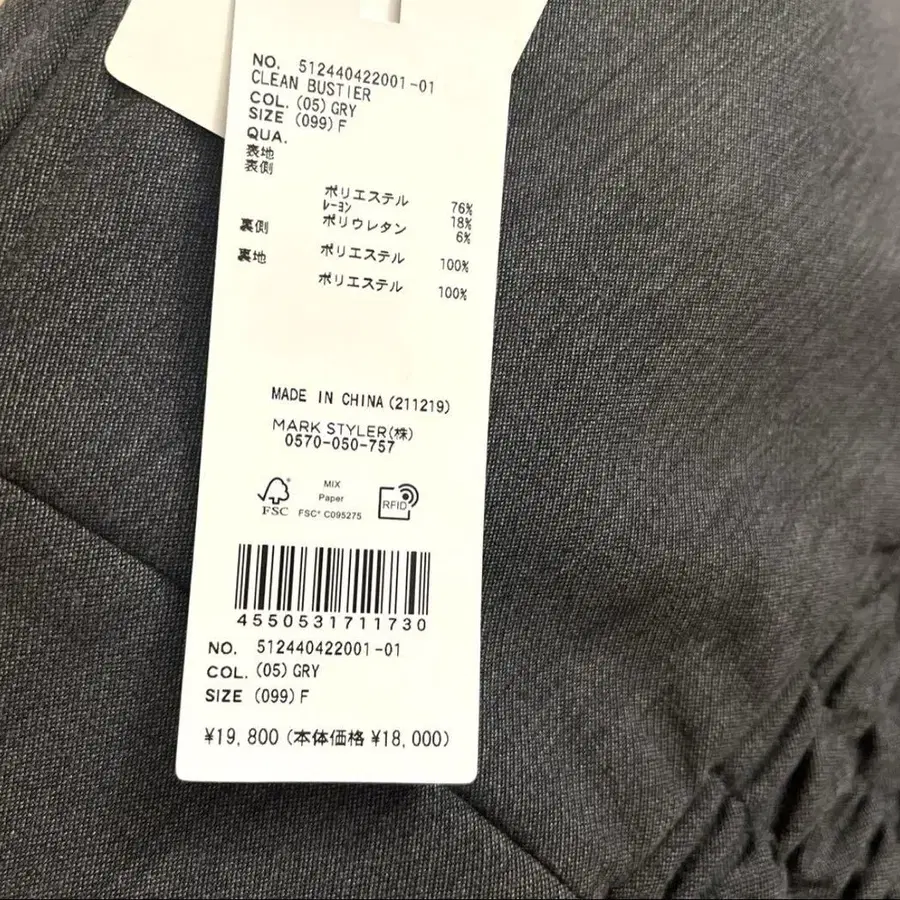 NO. 512440422001-01
CLEAN BUSTIER
COL. (05) GRY
SIZE (099) F
QUA.
表地
表側
ポリエステル 76%
レーヨン 18%
ポリウレタン 6%
裏側
ポリエステル 100%
裏地
ポリエステル 100%
MADE IN CHINA (211219)
MARK STYLER(株)
0570-050-757
FSC
MIX
Paper
FSC® C095275
RFID
4550531711730
NO. 512440422001-01
COL. (05) GRY
SIZE (099) F
¥19,800 (本体価格 ¥18,000)